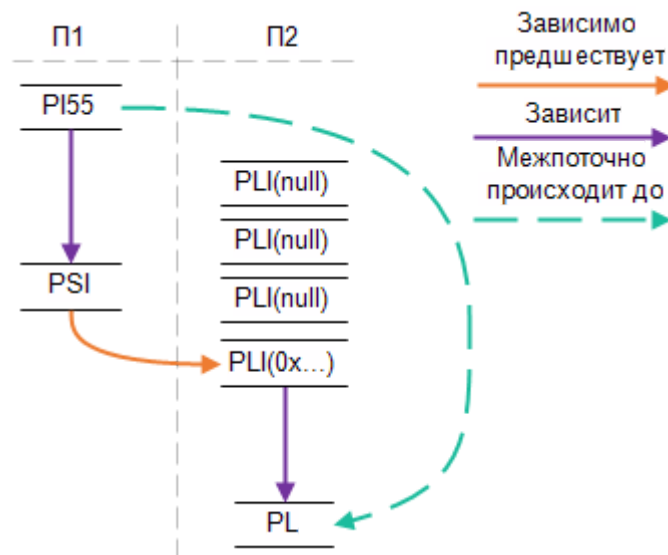 П1
П2
PI55
PLI(null)
PLI(null)
PSI
PLI(null)
PLI(0x...)
PL
Зависимо
предшествует
Зависит
Межпоточно
происходит до